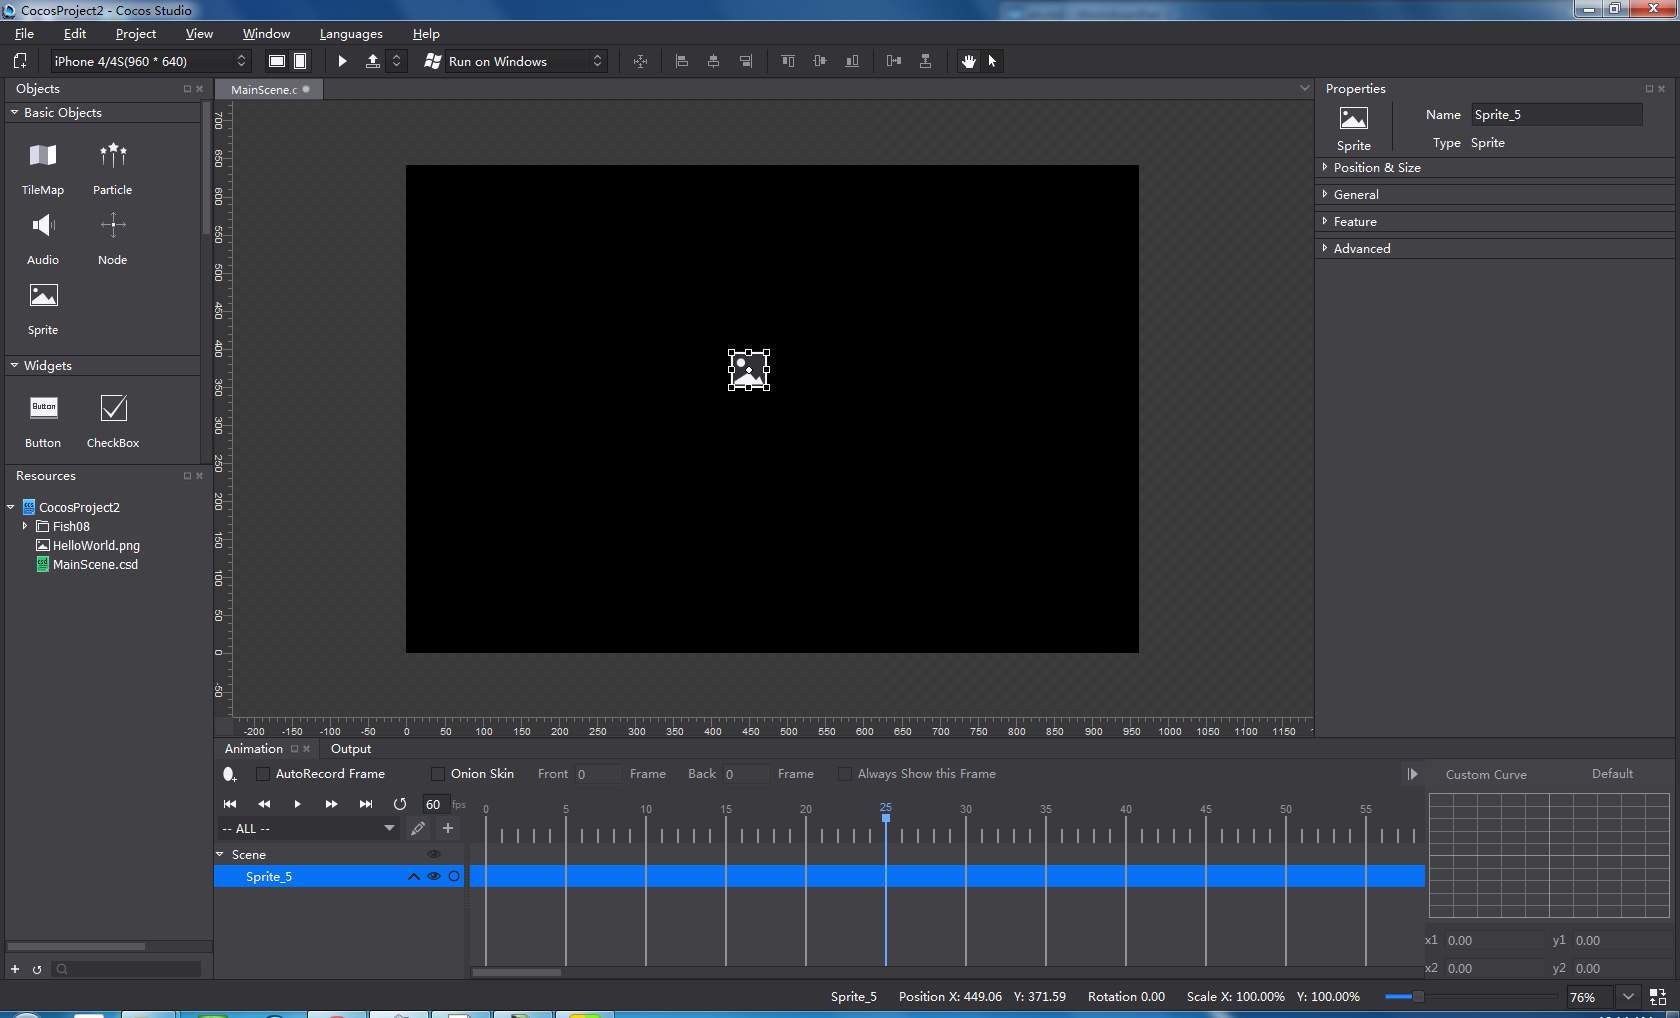 CocosProject2 - Cocos Studio
File Edit Project View Window Languages Help
iPhone 4/4S(960 * 640) Run on Windows
Objects
Basic Objects
TileMap Particle
Audio Node
Sprite
Widgets
Button
Button CheckBox
Resources
CocosProject2
Fish08
HelloWorld.png
MainScene.csd
MainScene.c
700
650
600
550
500
450
400
350
300
250
200
150
100
50
0
-50
-200 -150 -100 -50 0 50 100 150 200 250 300 350 400 450 500 550 600 650 700 750 800 850 900 950 1000 1050 1100 1150
Properties
Name Sprite_5
Sprite Type Sprite
Position & Size
General
Feature
Advanced
Animation Output
AutoRecord Frame Onion Skin Front 0 Frame Back 0 Frame Always Show this Frame
Custom Curve Default
60 fps 0 5 10 15 20 25 30 35 40 45 50 55
-- ALL --
Scene
Sprite_5
x1 0.00 y1 0.00
x2 0.00 y2 0.00
Sprite_5 Position X: 449.06 Y: 371.59 Rotation 0.00 Scale X: 100.00% Y: 100.00% 76%